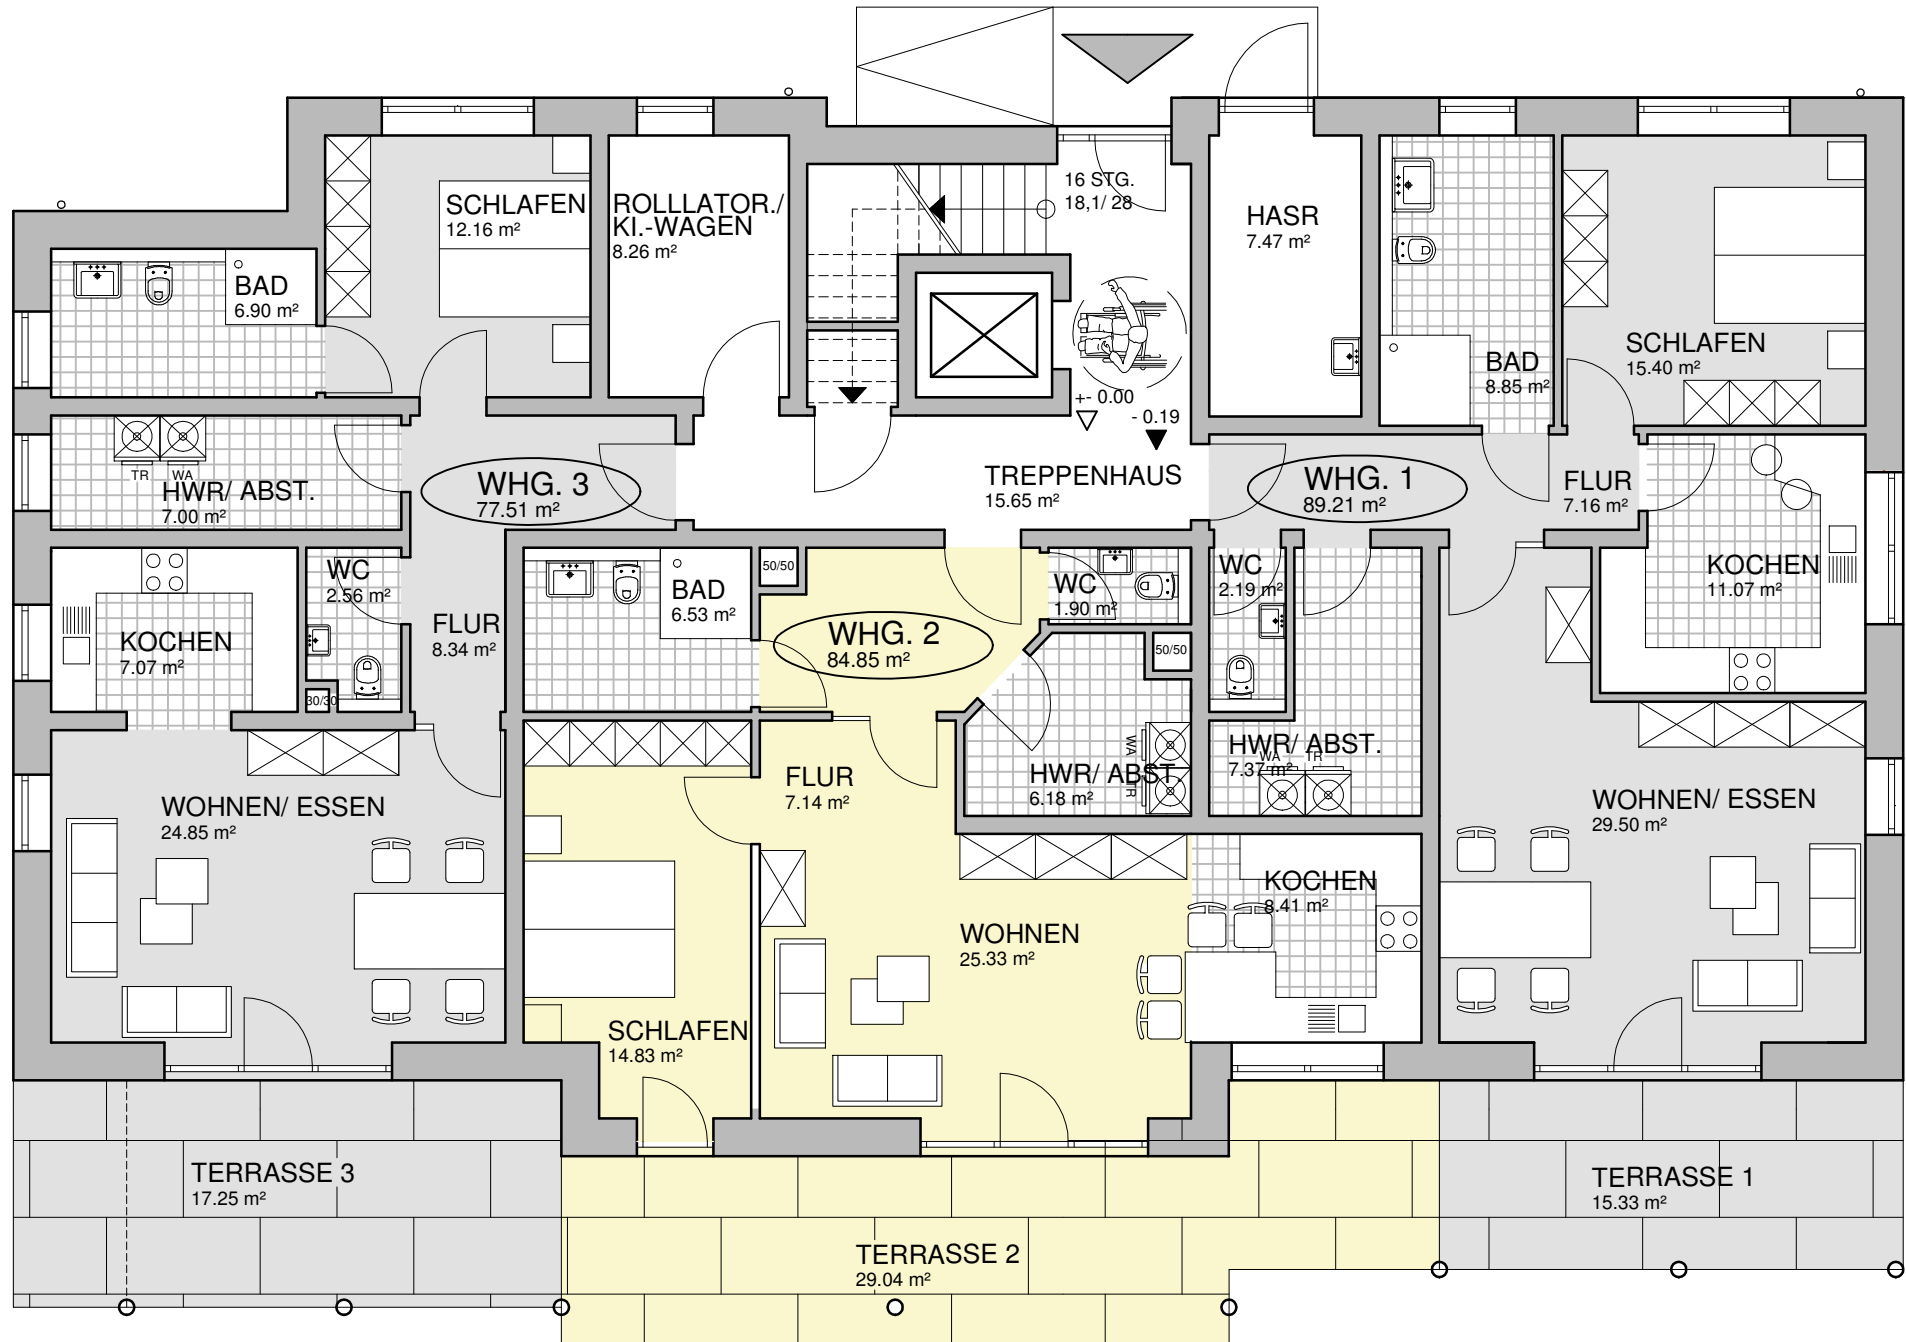 16 STG.
18,1/ 28
SCHLAFEN
12.16 m²
ROLLLATOR./
KI.-WAGEN
8.26 m²
HASR
7.47 m²
BAD
6.90 m²
BAD
8.85 m²
SCHLAFEN
15.40 m²
+- 0.00
- 0.19
TR
WA
HWR/ ABST.
7.00 m²
WHG. 3
77.51 m²
TREPPENHAUS
15.65 m²
WHG. 1
89.21 m²
FLUR
7.16 m²
KOCHEN
7.07 m²
WC
2.56 m²
30/30
FLUR
8.34 m²
BAD
6.53 m²
50/50
WHG. 2
84.85 m²
WC
1.90 m²
50/50
WC
2.19 m²
KOCHEN
11.07 m²
HWR/ ABST.
6.18 m²
WA
TR
HWR/ ABST.
7.37 m²
WA
TR
WOHNEN/ ESSEN
24.85 m²
FLUR
7.14 m²
WOHNEN/ ESSEN
29.50 m²
KOCHEN
8.41 m²
WOHNEN
25.33 m²
SCHLAFEN
14.83 m²
TERRASSE 3
17.25 m²
TERRASSE 1
15.33 m²
TERRASSE 2
29.04 m²